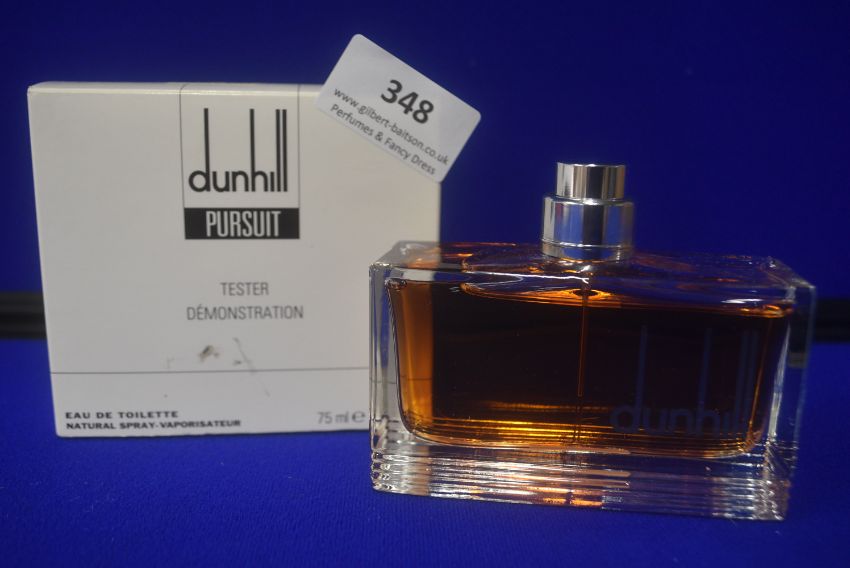 348
www.gilbert-baitson.co.uk
Perfumes & Fancy Dress
dunhill
PURSUIT
TESTER
DÉMONSTRATION
EAU DE TOILETTE
NATURAL SPRAY-VAPORISATEUR
75 ml ℮
dunhill